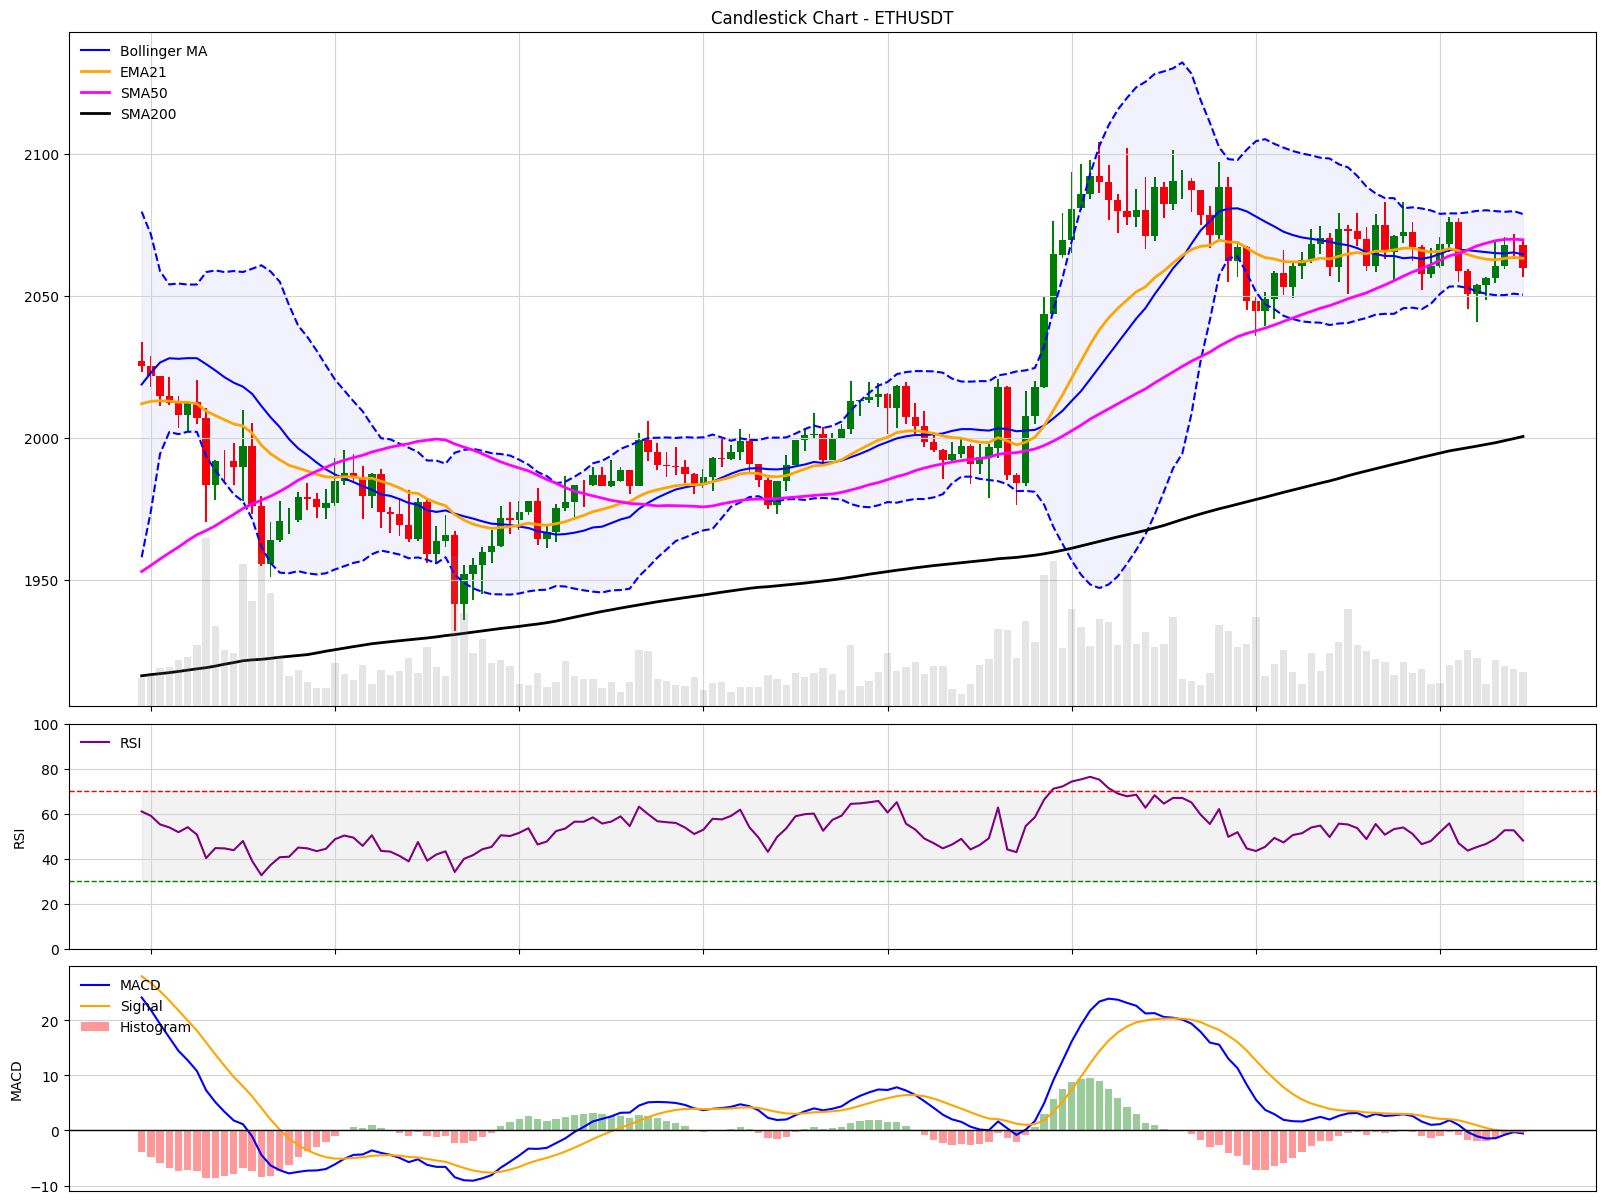 Candlestick Chart - ETHUSDT
Bollinger MA
EMA21
SMA50
SMA200
2100
2050
2000
1950
100
80
60
40
20
0
RSI
RSI
MACD
Signal
Histogram
20
10
0
−10
MACD